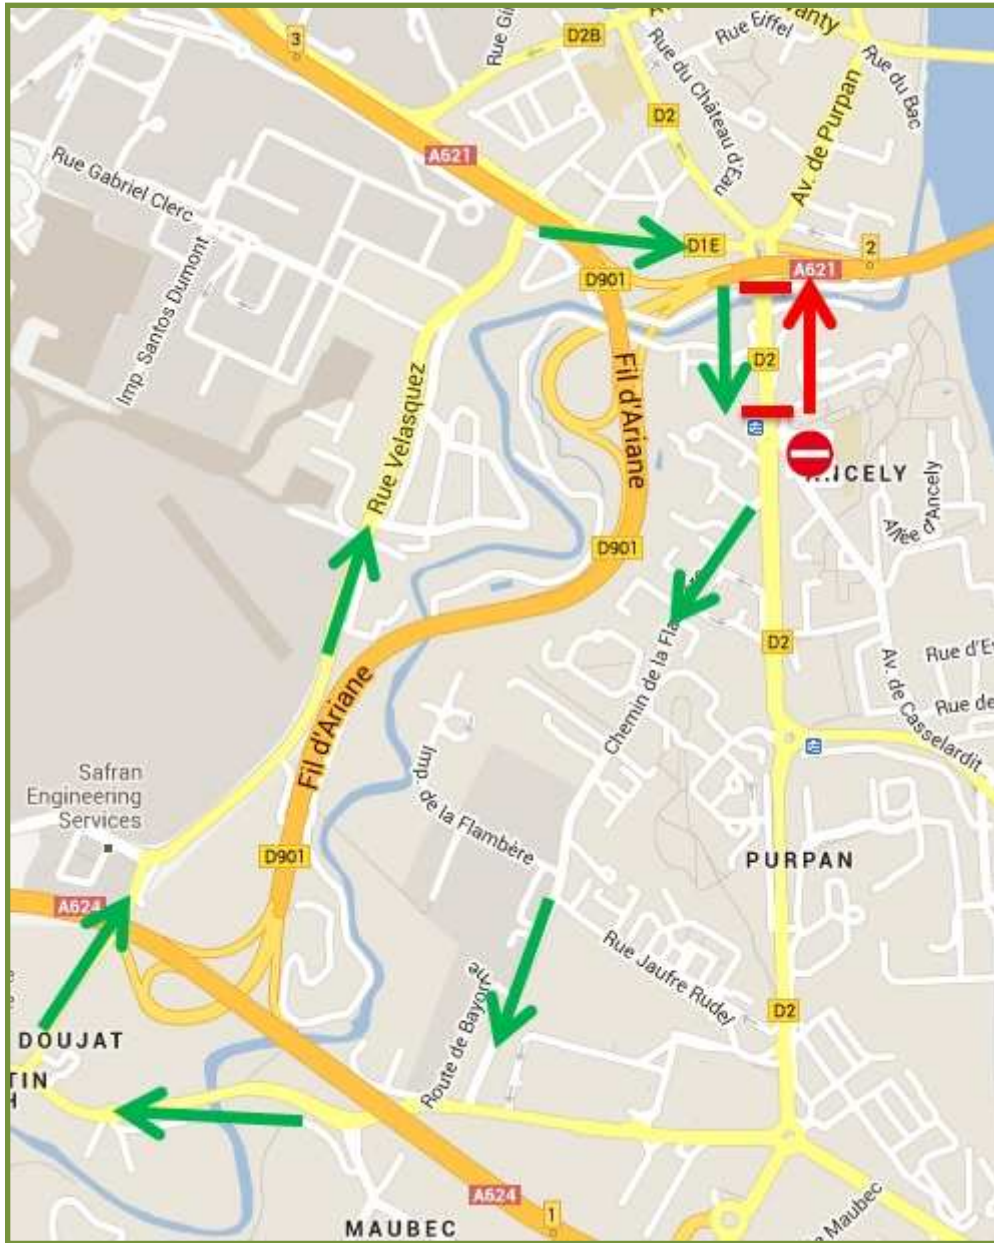 3
D2B
Rue Eiffel
Rue du Château d'Eau
Av. de Purpan
Rue du Bac
D2
A621
Rue Gabriel Clerc
Imp. Santos Dumont
D1E
2
A621
D901
D2
Fil d'Ariane
Rue Velasquez
ANCELY
Allée d'Ancely
D901
D2
Chemin de la Fla
Rue d'E
Rue de
Av. de Casselardit
Fil d'Ariane
Safran
Engineering
Services
Imp. de la Flambère
D901
PURPAN
A624
Rue Jaufre Rudel
D2
Route de Bayonne
DOUJAT
TIN
H
A624
1
MAUBEC
Maubec